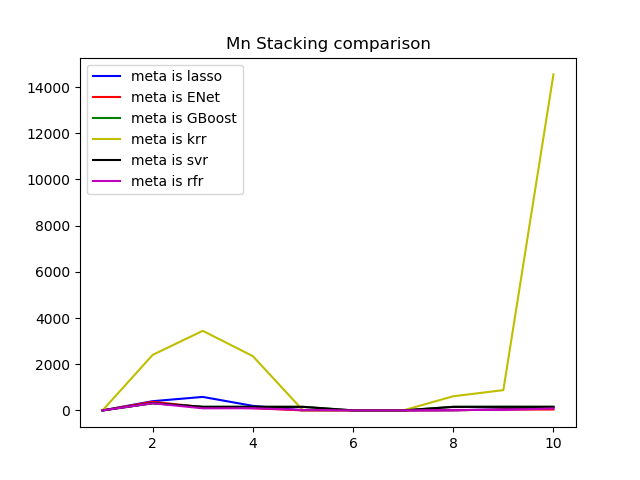 Mn Stacking comparison
meta is lasso
meta is ENet
meta is GBoost
meta is krr
meta is svr
meta is rfr
14000
12000
10000
8000
6000
4000
2000
0
2 4 6 8 10